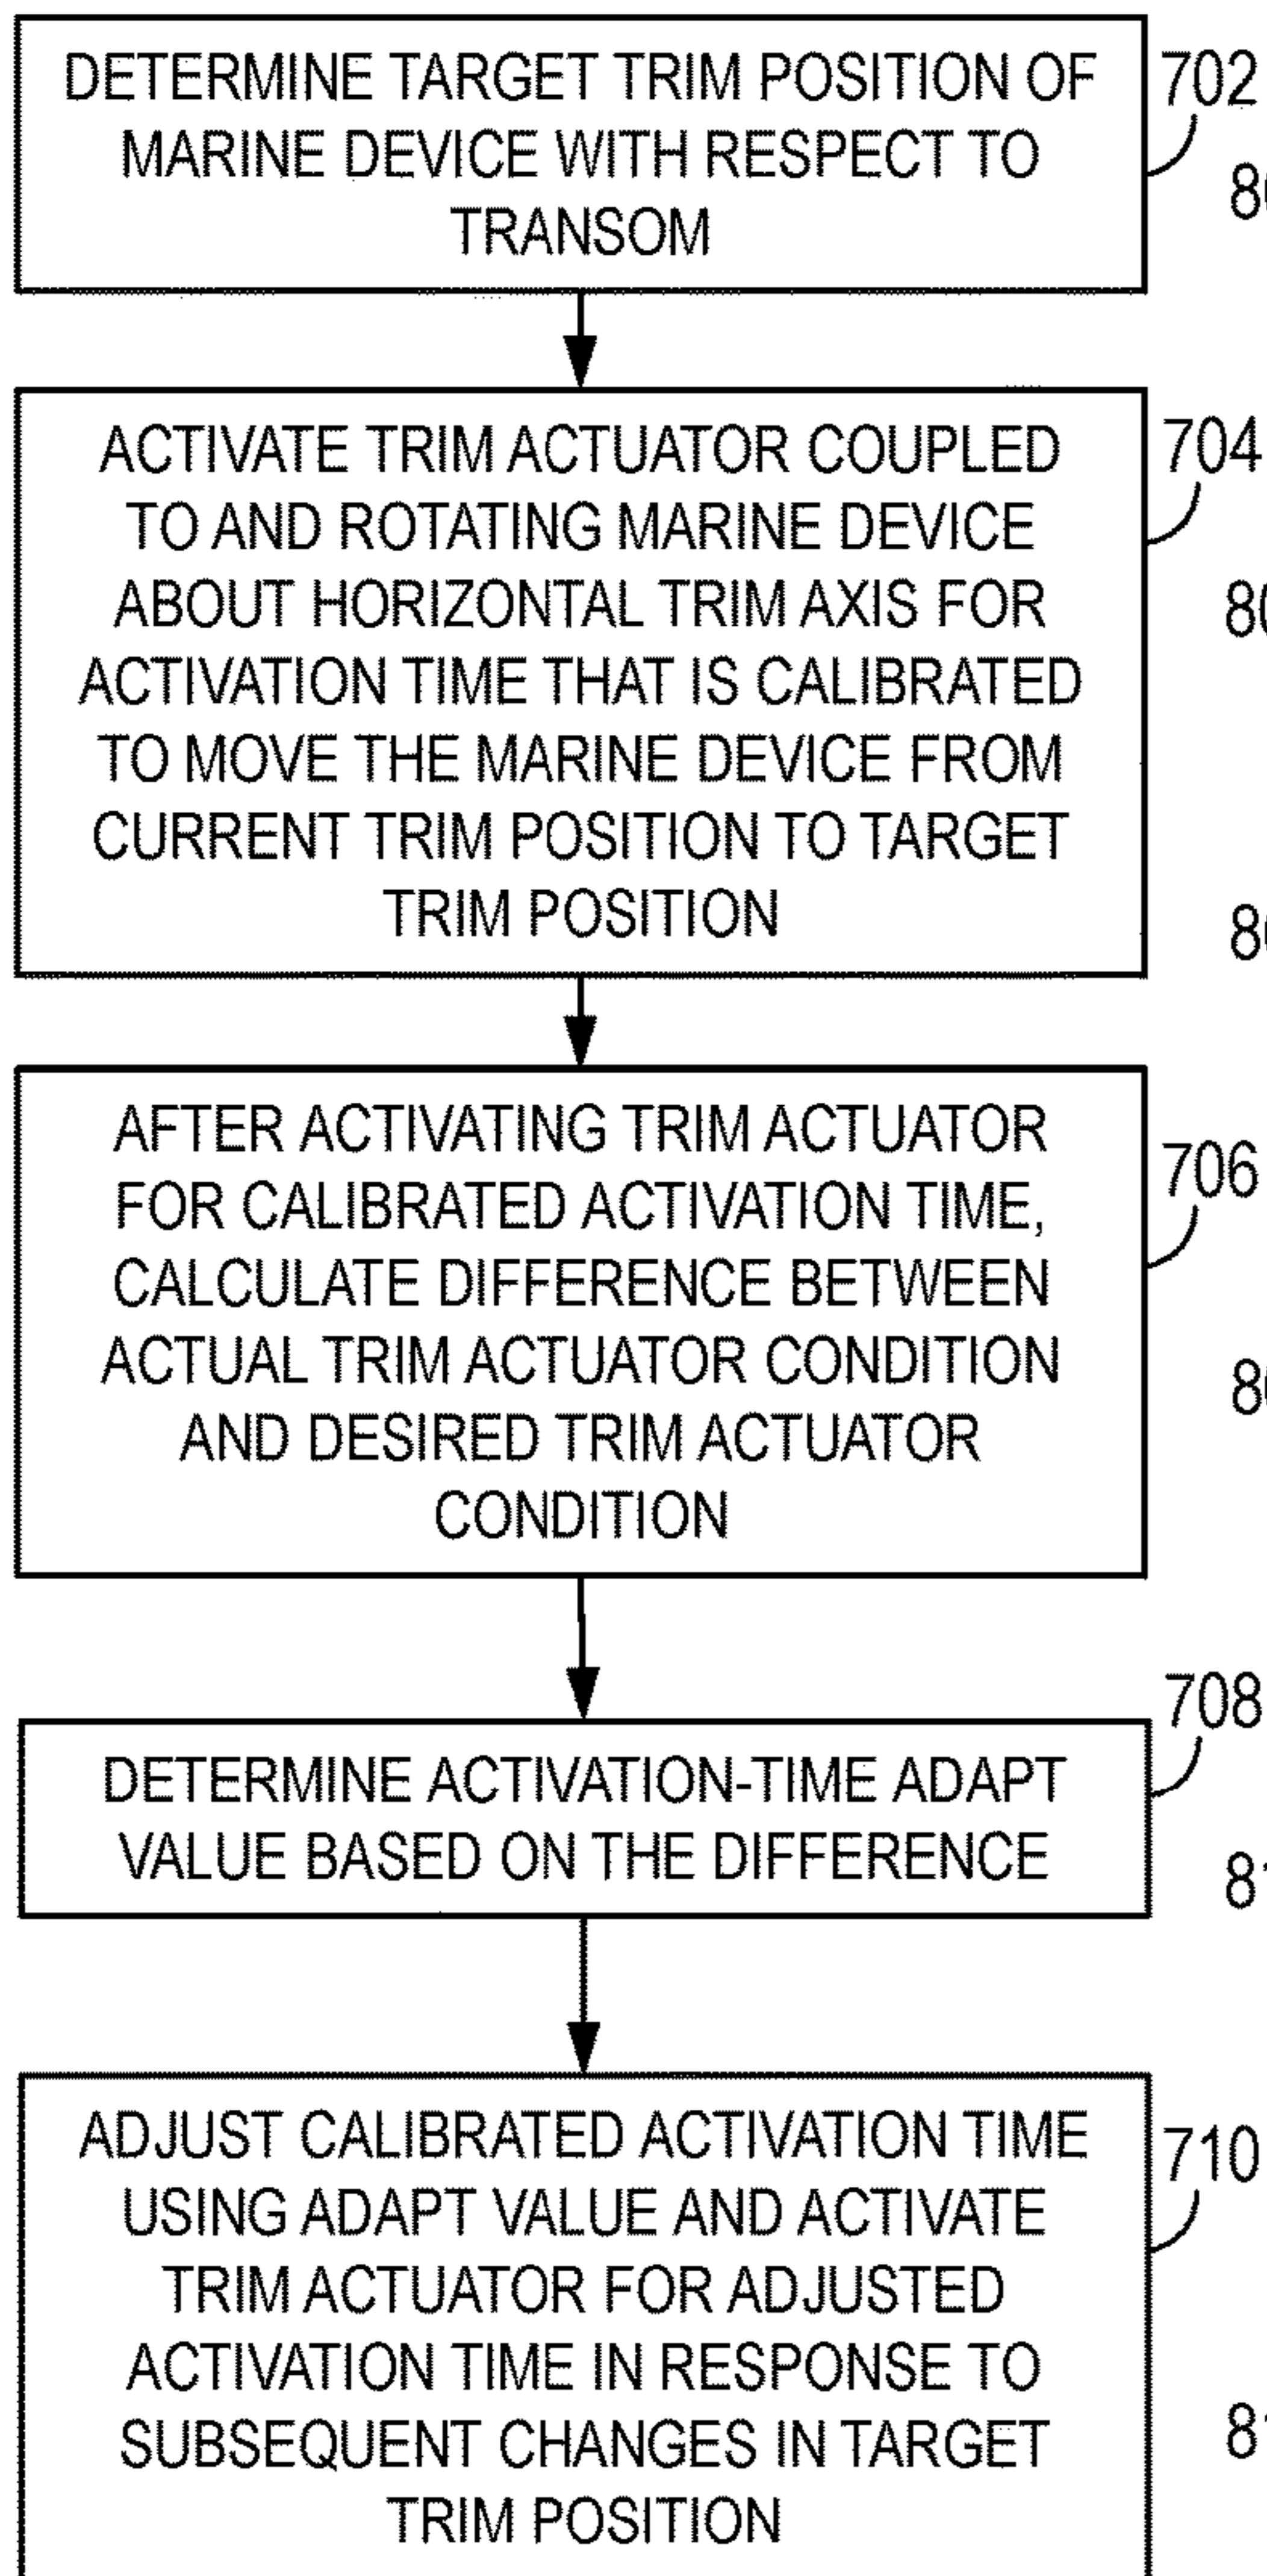 DETERMINE TARGET TRIM POSITION OF
MARINE DEVICE WITH RESPECT TO
TRANSOM
702
ACTIVATE TRIM ACTUATOR COUPLED
TO AND ROTATING MARINE DEVICE
ABOUT HORIZONTAL TRIM AXIS FOR
ACTIVATION TIME THAT IS CALIBRATED
TO MOVE THE MARINE DEVICE FROM
CURRENT TRIM POSITION TO TARGET
TRIM POSITION
704
AFTER ACTIVATING TRIM ACTUATOR
FOR CALIBRATED ACTIVATION TIME,
CALCULATE DIFFERENCE BETWEEN
ACTUAL TRIM ACTUATOR CONDITION
AND DESIRED TRIM ACTUATOR
CONDITION
706
DETERMINE ACTIVATION-TIME ADAPT
VALUE BASED ON THE DIFFERENCE
708
ADJUST CALIBRATED ACTIVATION TIME
USING ADAPT VALUE AND ACTIVATE
TRIM ACTUATOR FOR ADJUSTED
ACTIVATION TIME IN RESPONSE TO
SUBSEQUENT CHANGES IN TARGET
TRIM POSITION
710